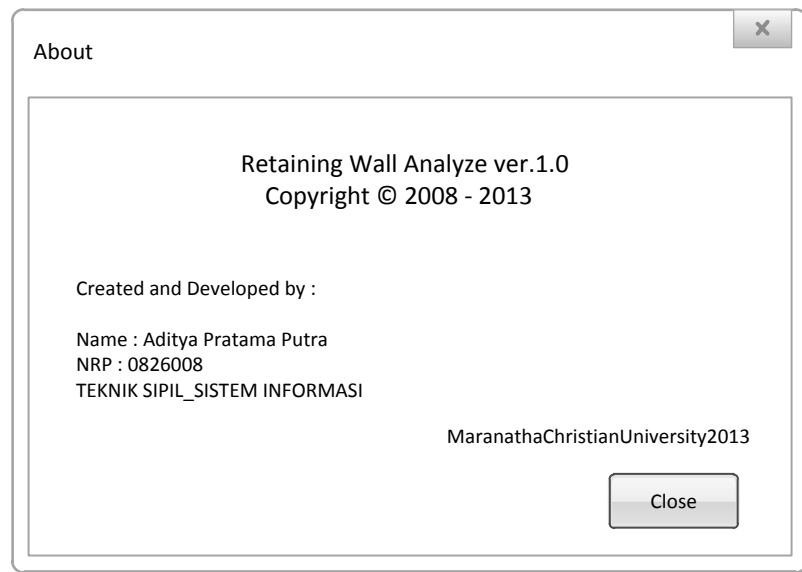 About
Retaining Wall Analyze ver.1.0
Copyright © 2008 - 2013
Created and Developed by :
Name : Aditya Pratama Putra
NRP : 0826008
TEKNIK SIPIL_SISTEM INFORMASI
MaranathaChristianUniversity2013
Close